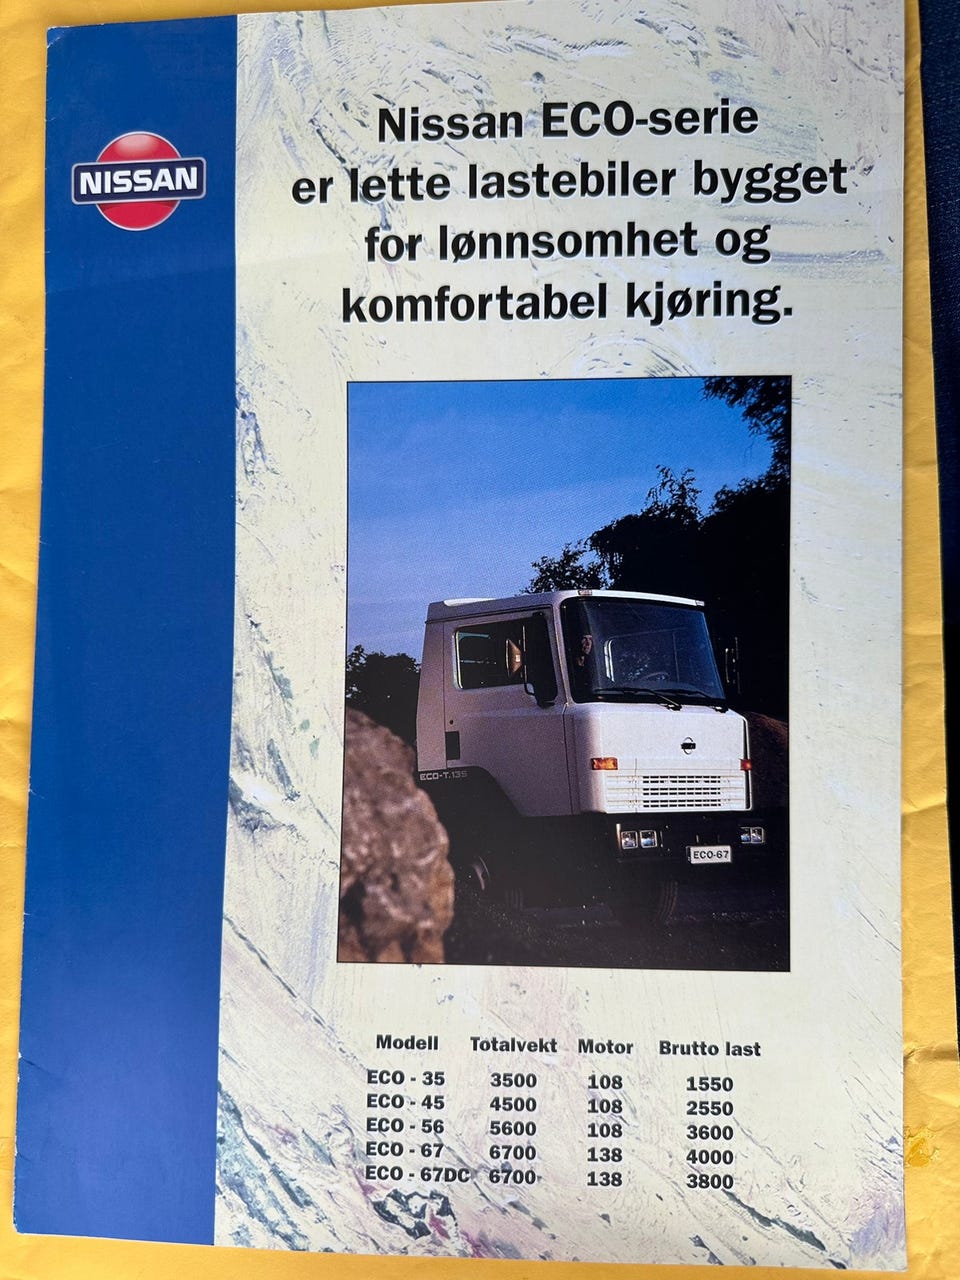 NISSAN
Nissan ECO-serie
er lette lastebiler bygget
for lønnsomhet og
komfortabel kjøring.
ECO-T.135
ECO-67
Modell Totalvekt Motor Brutto last
ECO - 35 3500 108 1550
ECO - 45 4500 108 2550
ECO - 56 5600 108 3600
ECO - 67 6700 138 4000
ECO - 67DC 6700 138 3800